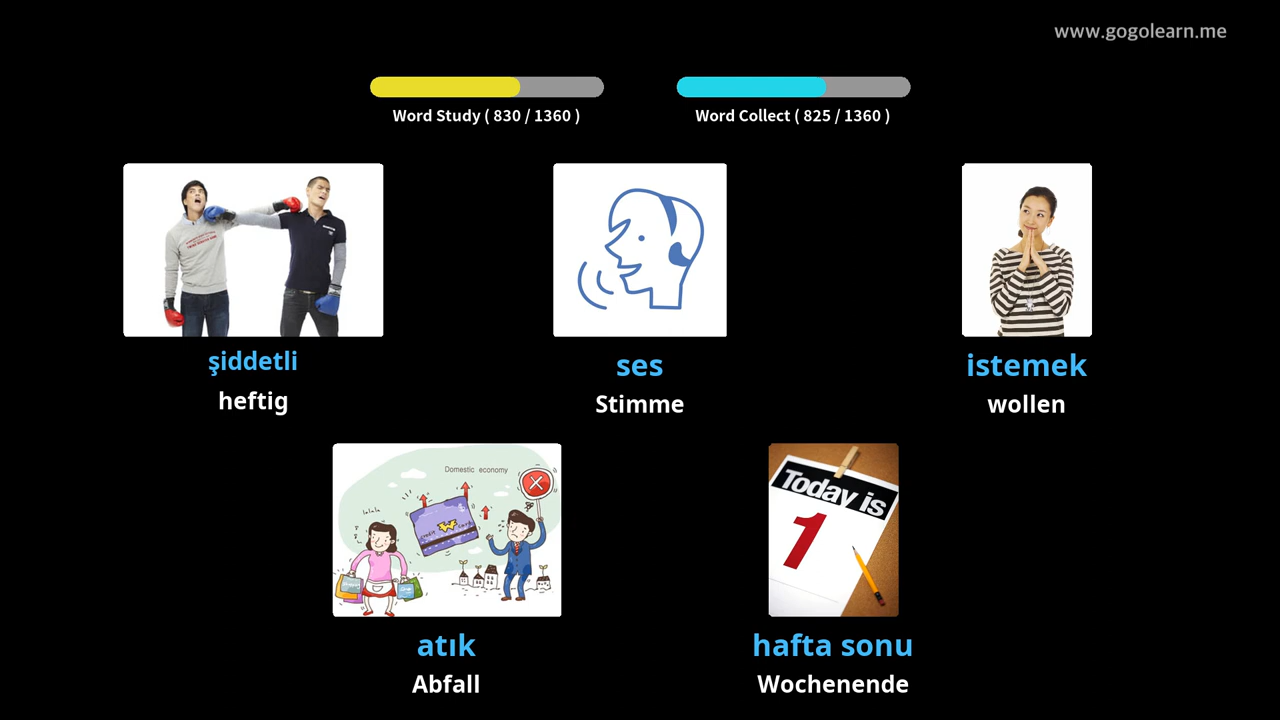 www.gogolearn.me
Word Study ( 830 / 1360 )
Word Collect ( 825 / 1360 )
şiddetli
heftig
ses
Stimme
istemek
wollen
Domestic economy
lalala
Today is
1
atık
Abfall
hafta sonu
Wochenende